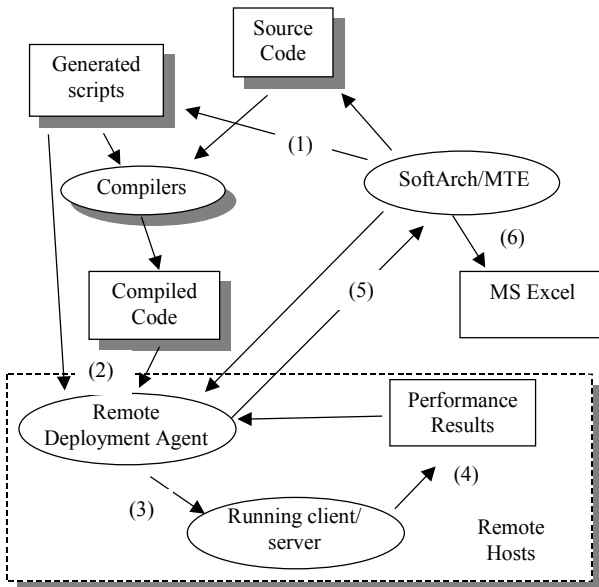 Source
Code
Generated
scripts
(1)
Compilers
SoftArch/MTE
(6)
Compiled
Code
(5)
MS Excel
(2)
Remote
Deployment Agent
Performance
Results
(3)
(4)
Running client/
server
Remote
Hosts